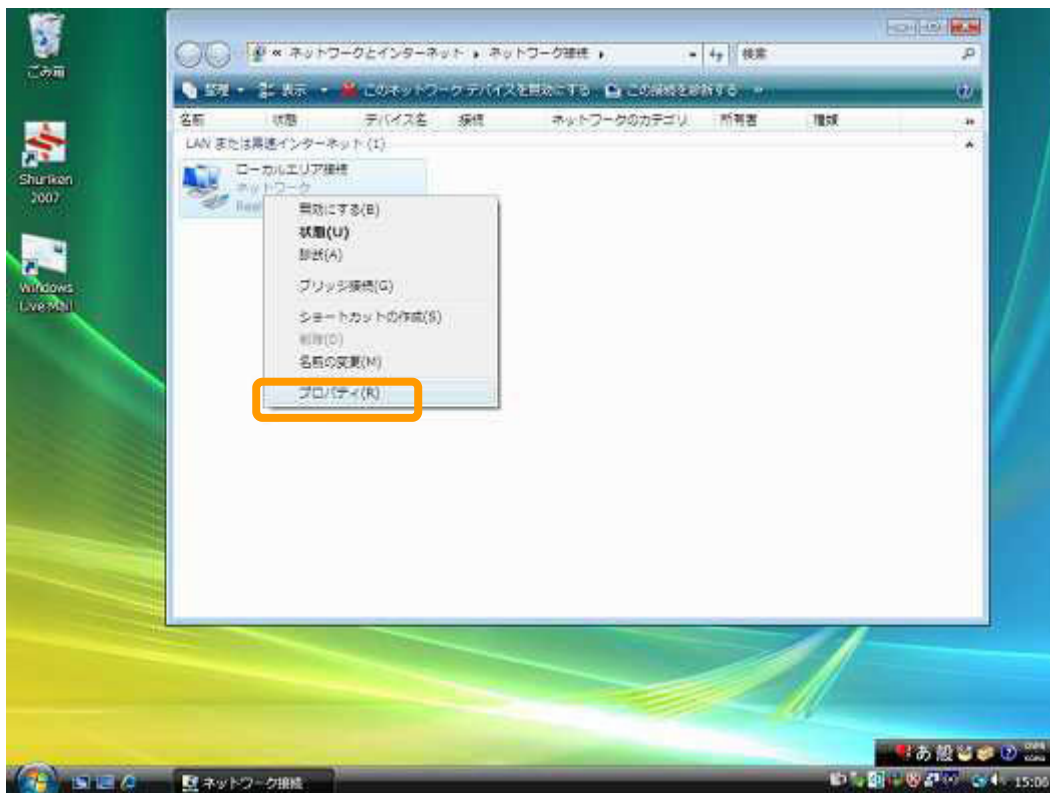 ごみ箱
Shuriken
2007
Windows
Live Mail
« ネットワークとインターネット ▸ ネットワーク接続 ▸
検索
整理
表示
このネットワーク デバイスを無効にする
この接続を診断する
»
名前 状態 デバイス名 接続 ネットワークのカテゴリ 所有者 種類 »
LAN または高速インターネット (1)
ローカルエリア接続
ネットワーク
無効にする(B)
状態(U)
診断(A)
ブリッジ接続(G)
ショートカットの作成(S)
削除(D)
名前の変更(M)
プロパティ(R)
あ 般
ネットワーク接続
15:06